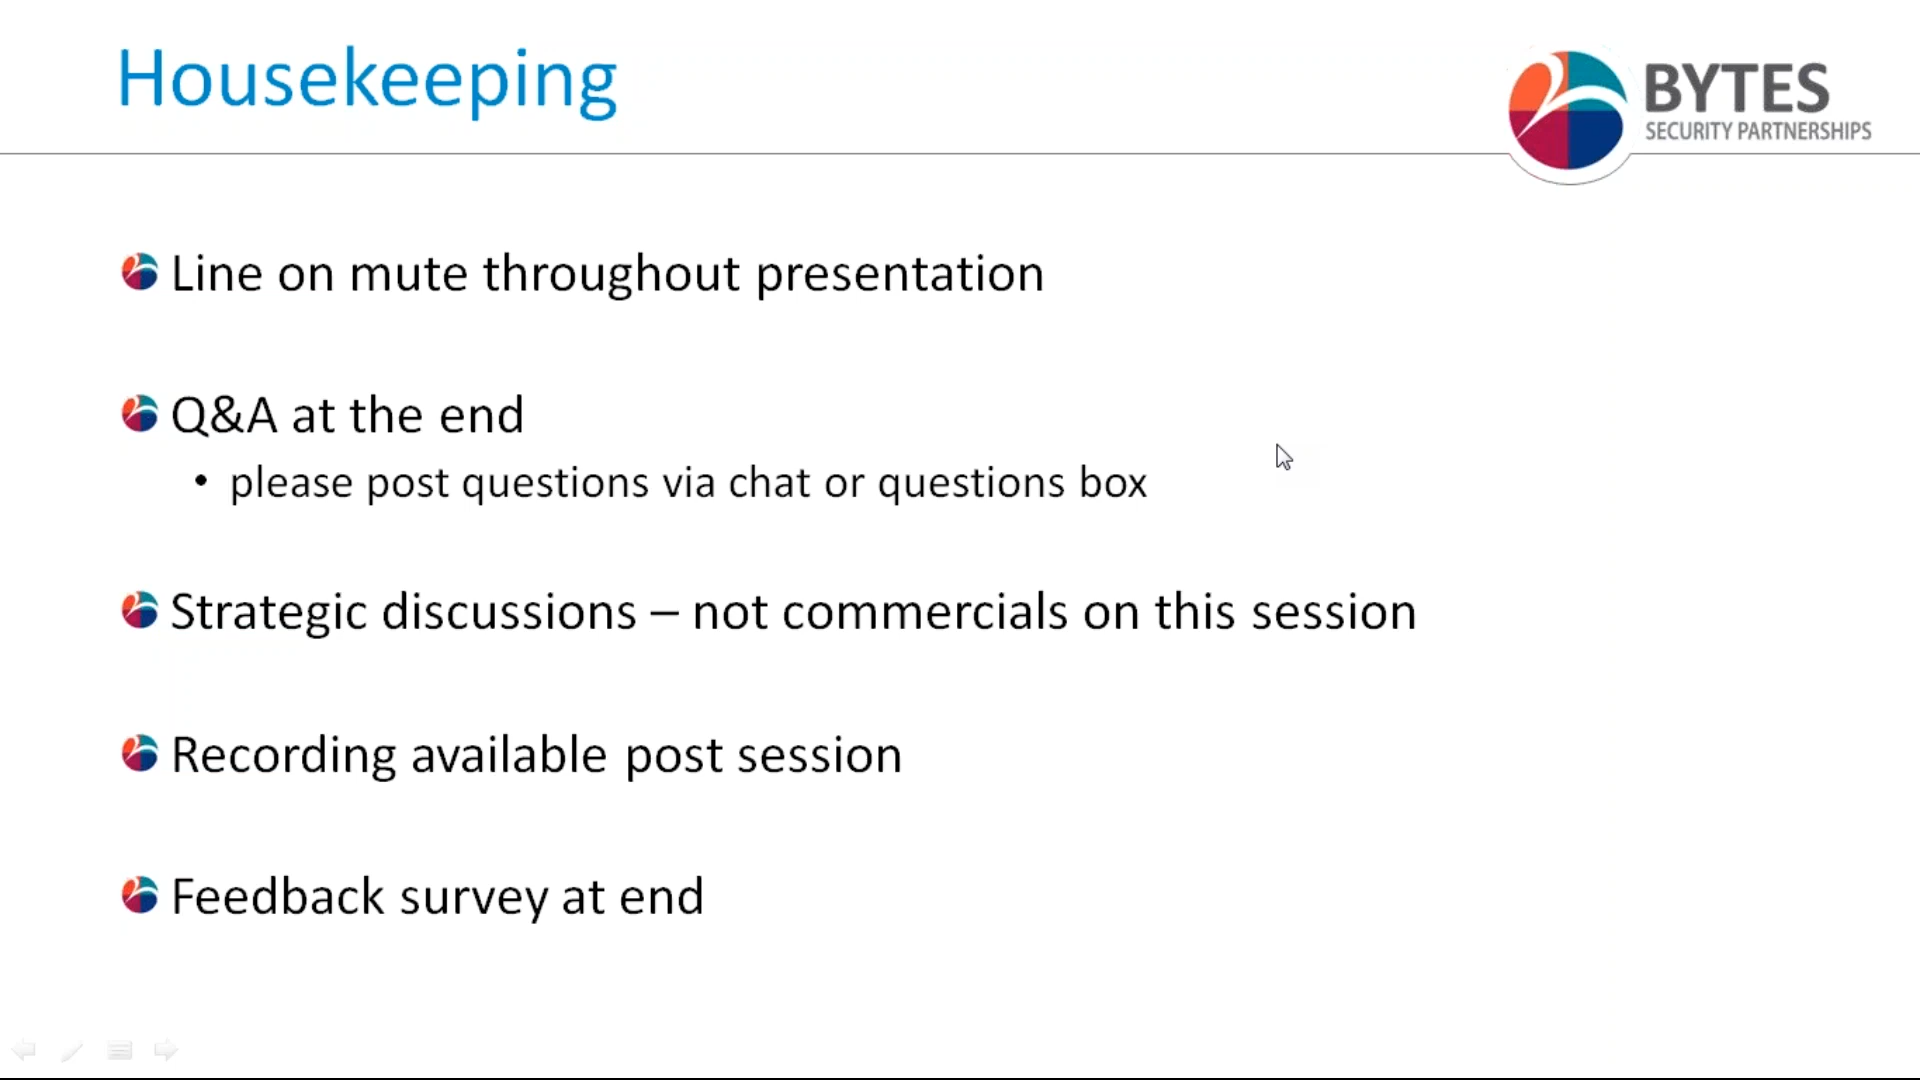 Housekeeping
BYTES
SECURITY PARTNERSHIPS
Line on mute throughout presentation
Q&A at the end
• please post questions via chat or questions box
Strategic discussions – not commercials on this session
Recording available post session
Feedback survey at end